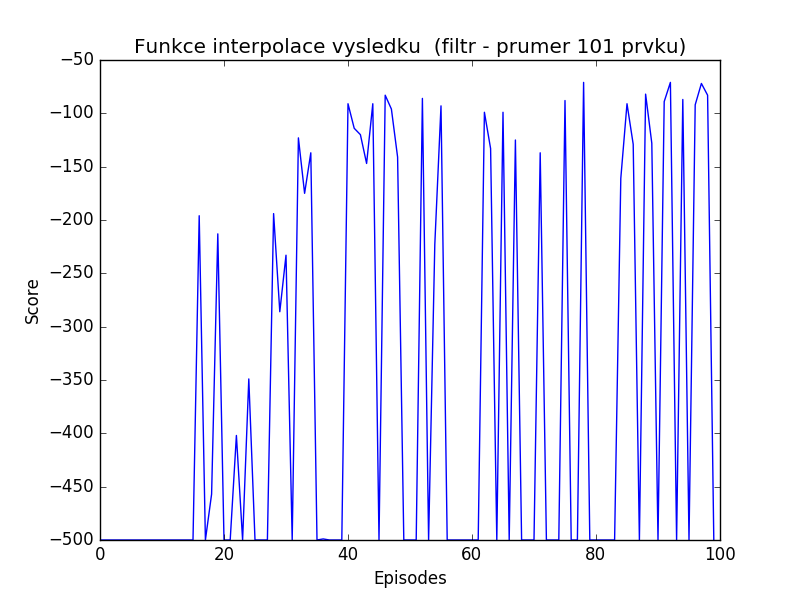 Funkce interpolace vysledku  (filtr - prumer 101 prvku)
−50
−100
−150
−200
−250
−300
−350
−400
−450
−500
Score
0 20 40 60 80 100
Episodes